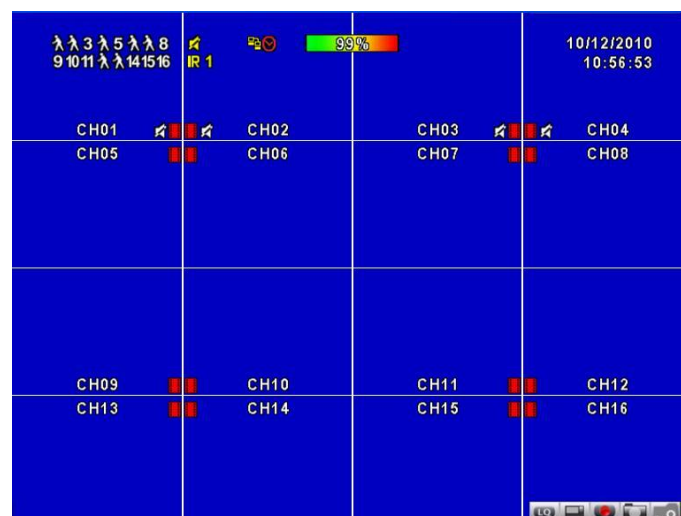 3 5 8
9 10 11 14 15 16 IR 1
99%
10/12/2010
10:56:53
CH01 CH02 CH03 CH04
CH05 CH06 CH07 CH08
CH09 CH10 CH11 CH12
CH13 CH14 CH15 CH16